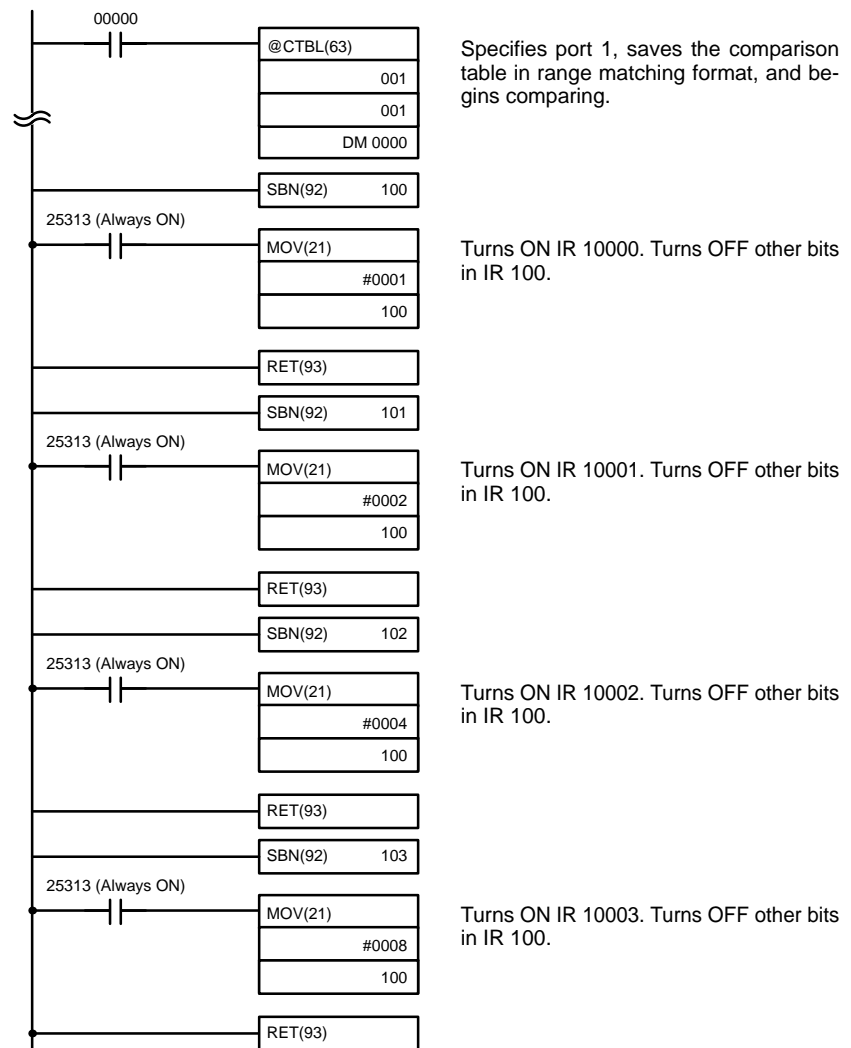 00000
@CTBL(63)
001
001
DM 0000
Specifies port 1, saves the comparison
table in range matching format, and be-
gins comparing.
SBN(92) 100
25313 (Always ON)
MOV(21)
#0001
100
Turns ON IR 10000. Turns OFF other bits
in IR 100.
RET(93)
SBN(92) 101
25313 (Always ON)
MOV(21)
#0002
100
Turns ON IR 10001. Turns OFF other bits
in IR 100.
RET(93)
SBN(92) 102
25313 (Always ON)
MOV(21)
#0004
100
Turns ON IR 10002. Turns OFF other bits
in IR 100.
RET(93)
SBN(92) 103
25313 (Always ON)
MOV(21)
#0008
100
Turns ON IR 10003. Turns OFF other bits
in IR 100.
RET(93)